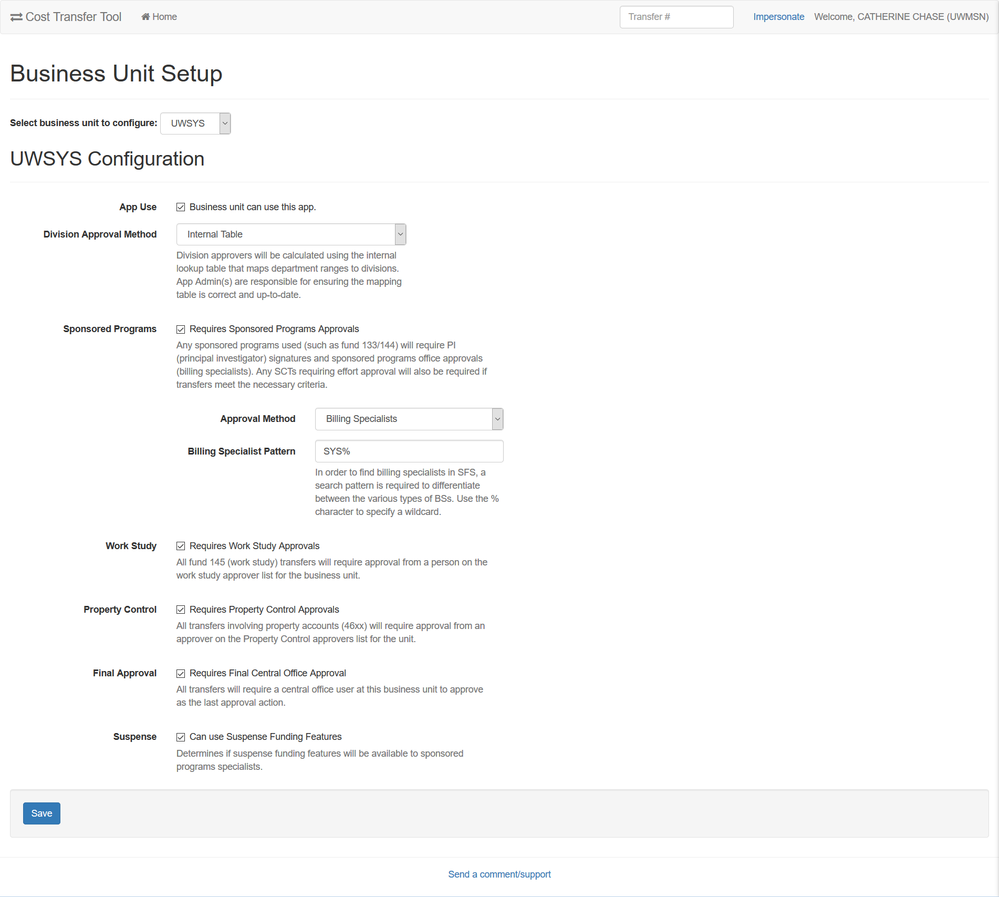 Cost Transfer Tool Home Transfer # Impersonate Welcome, CATHERINE CHASE (UWMSN)
Business Unit Setup
Select business unit to configure: UWSYS
UWSYS Configuration
App Use Business unit can use this app.
Division Approval Method Internal Table
Division approvers will be calculated using the internal
lookup table that maps department ranges to divisions.
App Admin(s) are responsible for ensuring the mapping
table is correct and up-to-date.
Sponsored Programs Requires Sponsored Programs Approvals
Any sponsored programs used (such as fund 133/144) will require PI
(principal investigator) signatures and sponsored programs office approvals
(billing specialists). Any SCTs requiring effort approval will also be required if
transfers meet the necessary criteria.
Approval Method Billing Specialists
Billing Specialist Pattern SYS%
In order to find billing specialists in SFS, a
search pattern is required to differentiate
between the various types of BSs. Use the %
character to specify a wildcard.
Work Study Requires Work Study Approvals
All fund 145 (work study) transfers will require approval from a person on the
work study approver list for the business unit.
Property Control Requires Property Control Approvals
All transfers involving property accounts (46xx) will require approval from an
approver on the Property Control approvers list for the unit.
Final Approval Requires Final Central Office Approval
All transfers will require a central office user at this business unit to approve
as the last approval action.
Suspense Can use Suspense Funding Features
Determines if suspense funding features will be available to sponsored
programs specialists.
Save
Send a comment/support